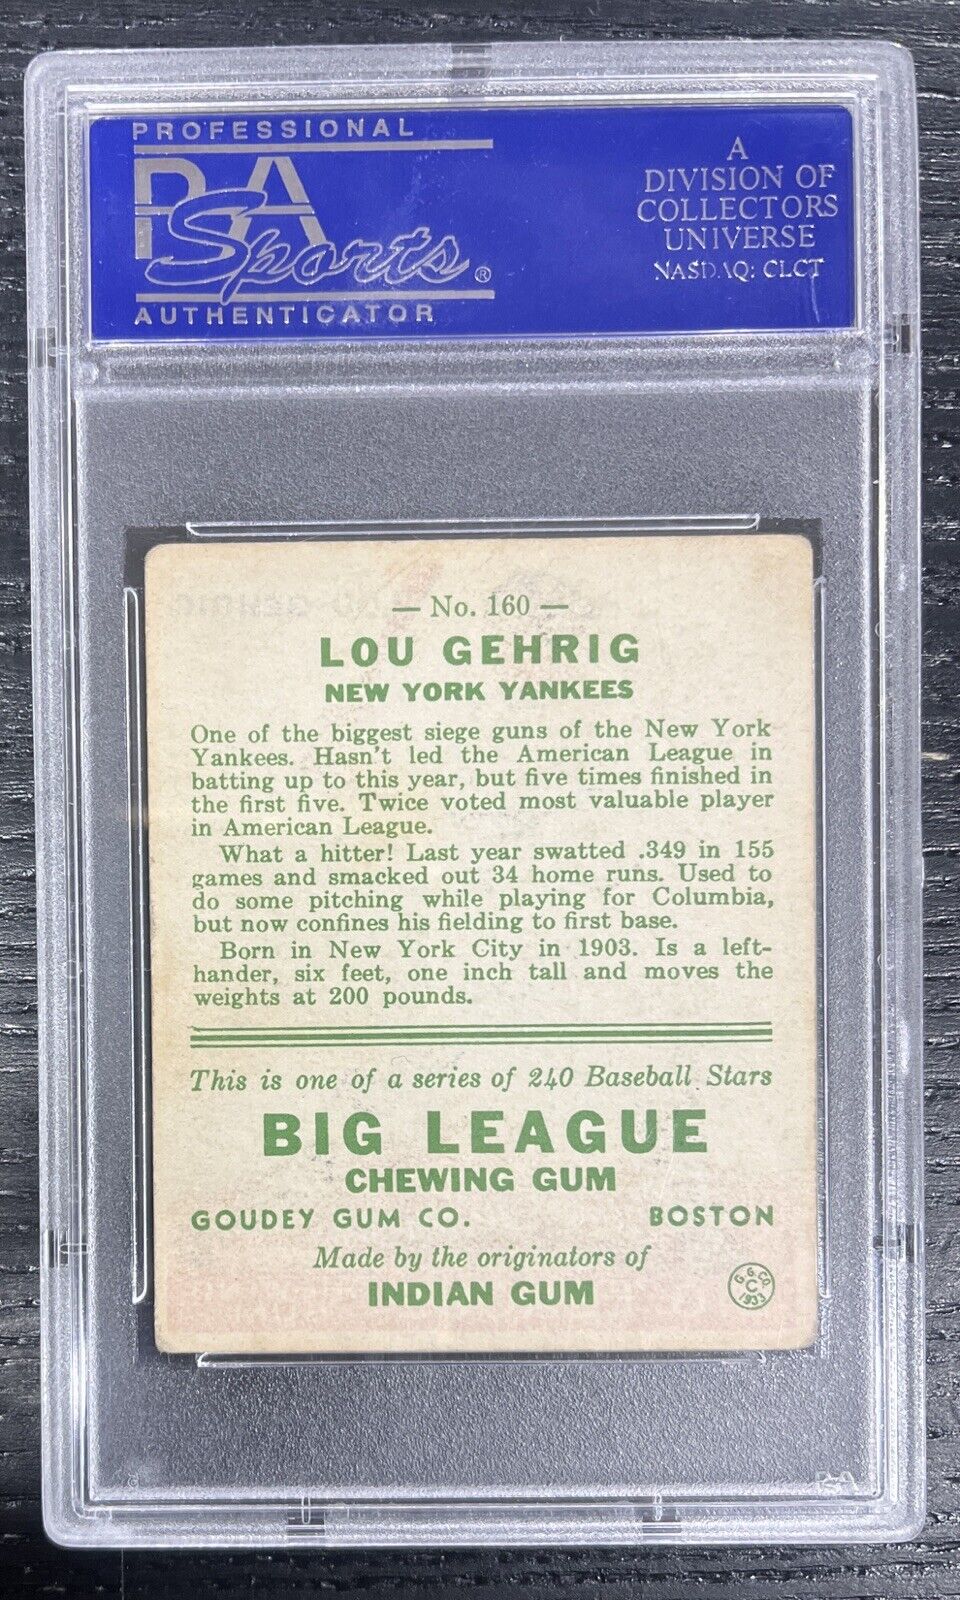 PROFESSIONAL
PSA
Sports®
AUTHENTICATOR
A
DIVISION OF
COLLECTORS
UNIVERSE
NASDAQ: CLCT
— No. 160 —
LOU GEHRIG
NEW YORK YANKEES
One of the biggest siege guns of the New York
Yankees. Hasn't led the American League in
batting up to this year, but five times finished in
the first five. Twice voted most valuable player
in American League.
What a hitter! Last year swatted .349 in 155
games and smacked out 34 home runs. Used to
do some pitching while playing for Columbia,
but now confines his fielding to first base.
Born in New York City in 1903. Is a left-
hander, six feet, one inch tall and moves the
weights at 200 pounds.
This is one of a series of 240 Baseball Stars
BIG LEAGUE
CHEWING GUM
GOUDEY GUM CO. BOSTON
Made by the originators of
INDIAN GUM
G. G. CO.
C
1933
PSA